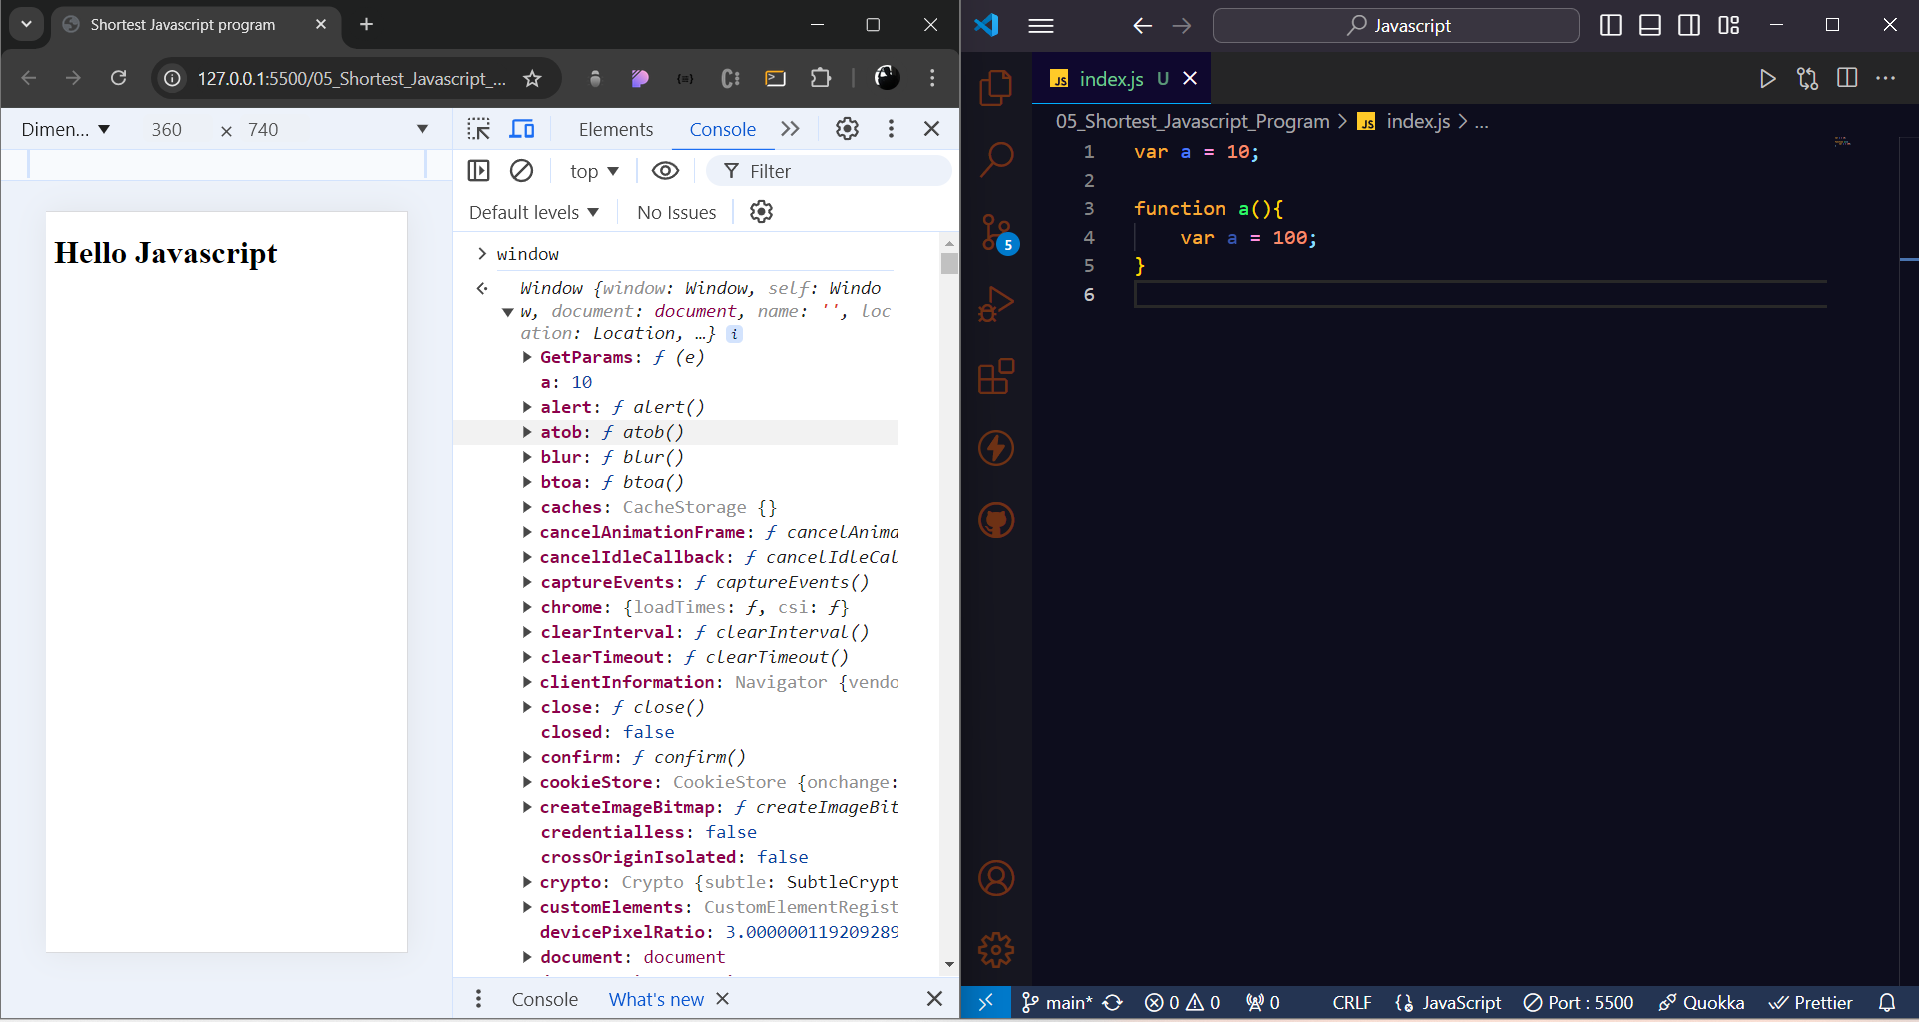 Shortest Javascript program
127.0.0.1:5500/05_Shortest_Javascript_...
Dimen... 360 × 740
Hello Javascript
Elements Console
top Filter
Default levels No Issues
window
Window {window: Window, self: Windo
w, document: document, name: '', loc
ation: Location, …} i
GetParams: ƒ (e)
a: 10
alert: ƒ alert()
atob: ƒ atob()
blur: ƒ blur()
btoa: ƒ btoa()
caches: CacheStorage {}
cancelAnimationFrame: ƒ cancelAnima
cancelIdleCallback: ƒ cancelIdleCal
captureEvents: ƒ captureEvents()
chrome: {loadTimes: ƒ, csi: ƒ}
clearInterval: ƒ clearInterval()
clearTimeout: ƒ clearTimeout()
clientInformation: Navigator {vendo
close: ƒ close()
closed: false
confirm: ƒ confirm()
cookieStore: CookieStore {onchange:
createImageBitmap: ƒ createImageBit
credentialless: false
crossOriginIsolated: false
crypto: Crypto {subtle: SubtleCrypt
customElements: CustomElementRegist
devicePixelRatio: 3.000000119209289
document: document
Console What's new
Javascript
JS index.js U
05_Shortest_Javascript_Program > JS index.js > ...
1 var a = 10;
2
3 function a(){
4 var a = 100;
5 }
6
5
main* 0 0 0 CRLF JavaScript Port : 5500 Quokka Prettier